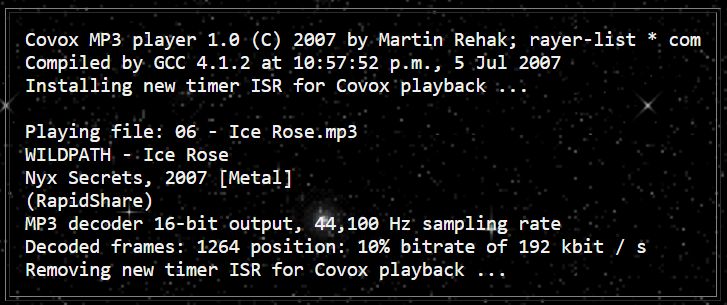 Covox MP3 player 1.0 (C) 2007 by Martin Rehak; rayer-list * com
Compiled by GCC 4.1.2 at 10:57:52 p.m., 5 Jul 2007
Installing new timer ISR for Covox playback ...
Playing file: 06 - Ice Rose.mp3
WILDPATH - Ice Rose
Nyx Secrets, 2007 [Metal]
(RapidShare)
MP3 decoder 16-bit output, 44,100 Hz sampling rate
Decoded frames: 1264 position: 10% bitrate of 192 kbit / s
Removing new timer ISR for Covox playback ...